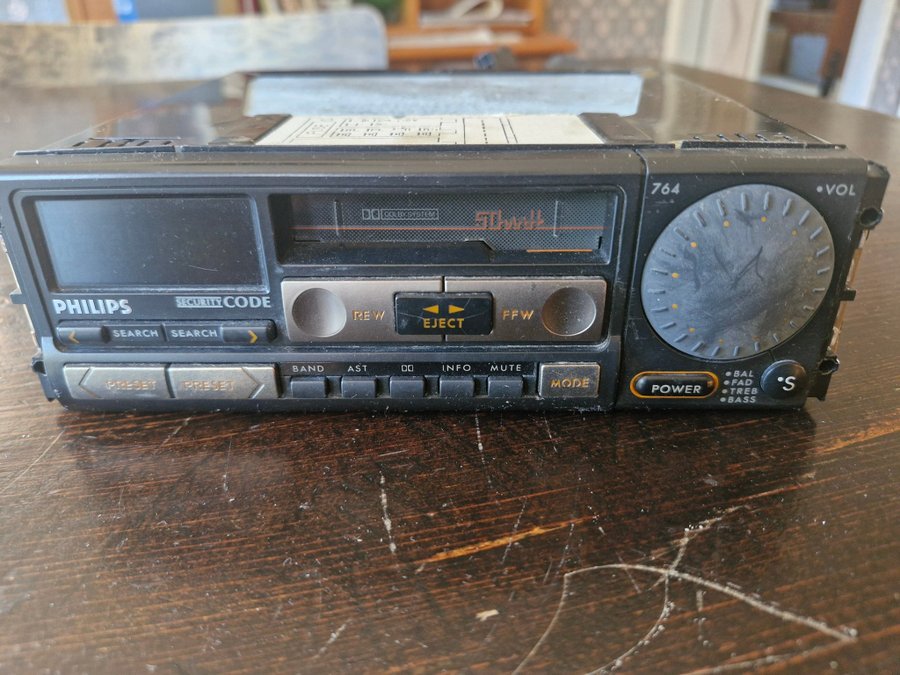 764
VOL
DOLBY SYSTEM
50watt
PHILIPS
SECURITY CODE
REW
EJECT
FFW
< SEARCH SEARCH >
PRESET PRESET
BAND AST INFO MUTE
MODE
POWER
BAL
FAD
TREB
BASS
S